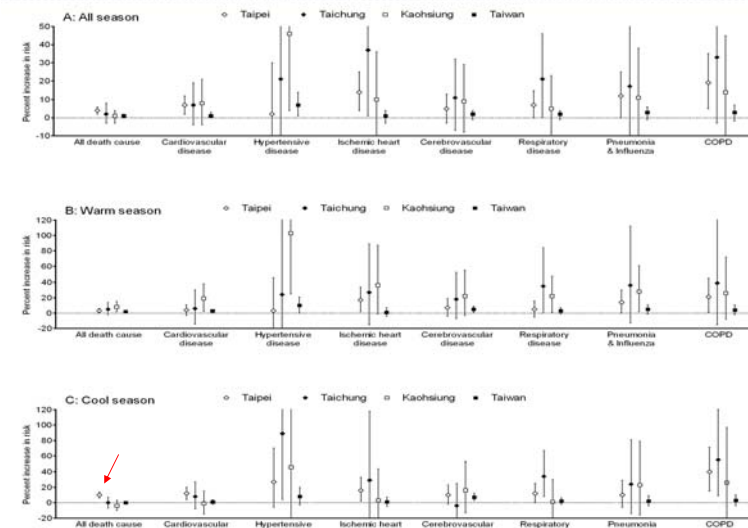 A: All season
Taipei Taichung Kaohsiung Taiwan
Percent increase in risk
50
40
30
20
10
0
-10
All death cause Cardiovascular disease Hypertensive disease Ischemic heart disease Cerebrovascular disease Respiratory disease Pneumonia & Influenza COPD
B: Warm season
Taipei Taichung Kaohsiung Taiwan
Percent increase in risk
120
100
80
60
40
20
0
-20
All death cause Cardiovascular disease Hypertensive disease Ischemic heart disease Cerebrovascular disease Respiratory disease Pneumonia & Influenza COPD
C: Cool season
Taipei Taichung Kaohsiung Taiwan
Percent increase in risk
120
100
80
60
40
20
0
-20
All death cause Cardiovascular Hypertensive Ischemic heart Cerebrovascular Respiratory Pneumonia COPD